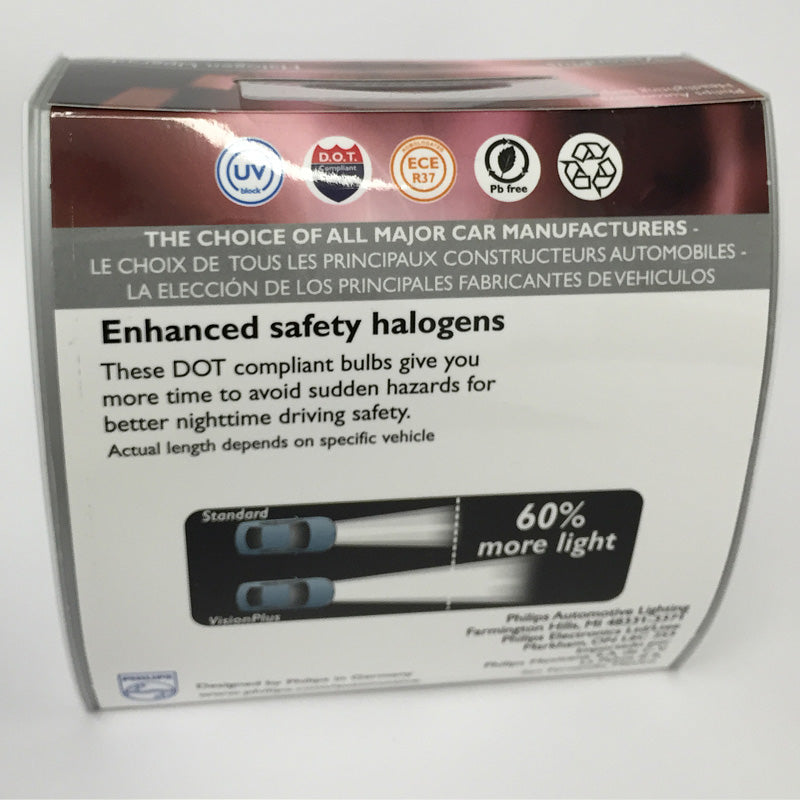 UV
block
D.O.T.
Compliant
ECE
R37
Pb free
THE CHOICE OF ALL MAJOR CAR MANUFACTURERS -
LE CHOIX DE TOUS LES PRINCIPAUX CONSTRUCTEURS AUTOMOBILES -
LA ELECCIÓN DE LOS PRINCIPALES FABRICANTES DE VEHICULOS
Enhanced safety halogens
These DOT compliant bulbs give you
more time to avoid sudden hazards for
better nighttime driving safety.
Actual length depends on specific vehicle
Standard
60%
more light
VisionPlus
Philips Automotive Lighting
Farmington Hills, MI
Philips Electronics
Markham,
PHILIPS
Designed by Philips in Germany